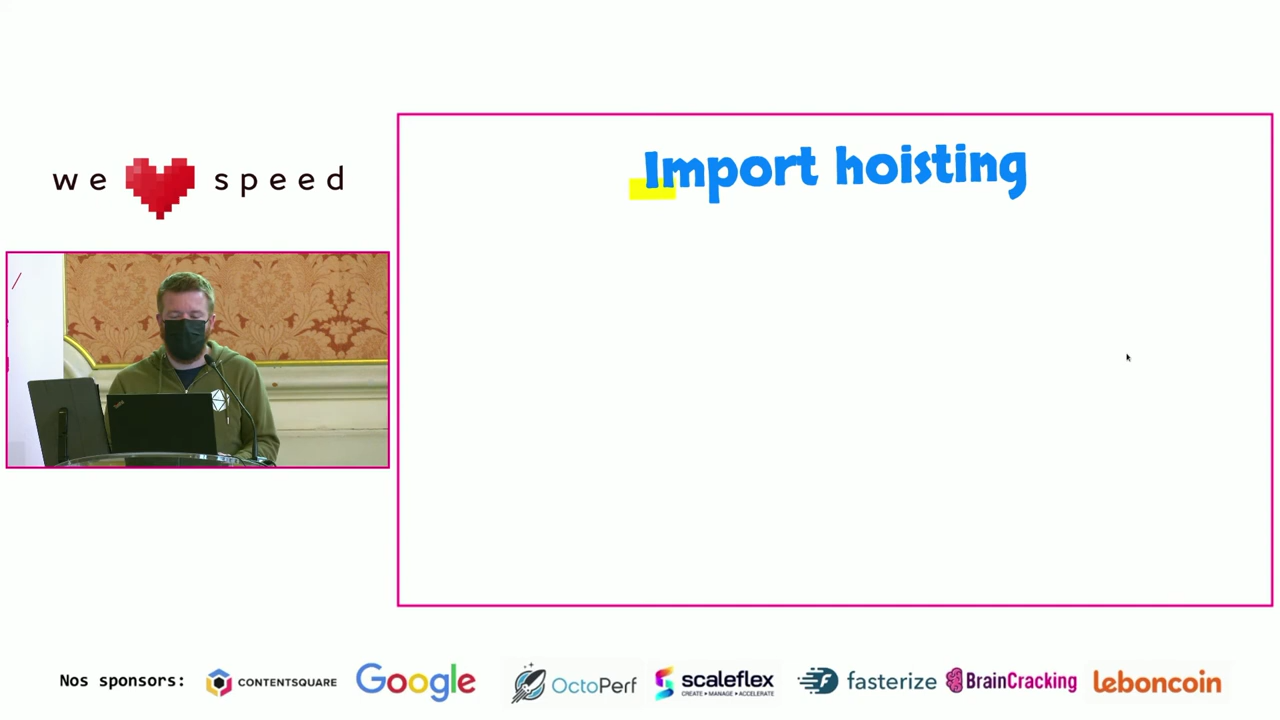 we speed
Import hoisting
Nos sponsors:
CONTENTSQUARE
Google
OctoPerf
scaleflex
CREATE • MANAGE • ACCELERATE
fasterize
BrainCracking
leboncoin